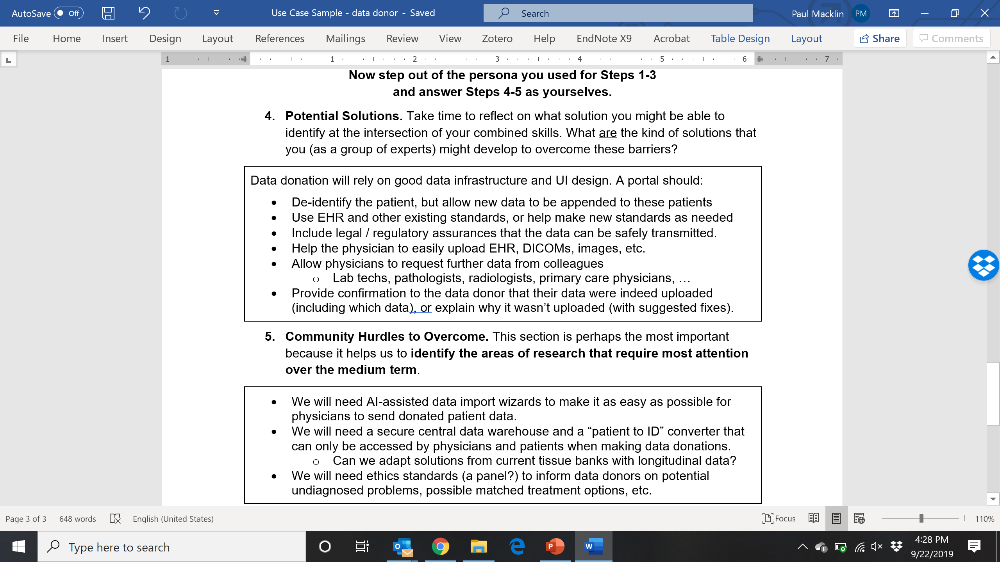 AutoSave Off Use Case Sample - data donor - Saved Search Paul Macklin PM
File Home Insert Design Layout References Mailings Review View Zotero Help EndNote X9 Acrobat Table Design Layout Share Comments
1 1 2 3 4 5 6 7
Now step out of the persona you used for Steps 1-3
and answer Steps 4-5 as yourselves.
4. Potential Solutions. Take time to reflect on what solution you might be able to
identify at the intersection of your combined skills. What are the kind of solutions that
you (as a group of experts) might develop to overcome these barriers?
Data donation will rely on good data infrastructure and UI design. A portal should:
• De-identify the patient, but allow new data to be appended to these patients
• Use EHR and other existing standards, or help make new standards as needed
• Include legal / regulatory assurances that the data can be safely transmitted.
• Help the physician to easily upload EHR, DICOMs, images, etc.
• Allow physicians to request further data from colleagues
o Lab techs, pathologists, radiologists, primary care physicians, …
• Provide confirmation to the data donor that their data were indeed uploaded
(including which data), or explain why it wasn’t uploaded (with suggested fixes).
5. Community Hurdles to Overcome. This section is perhaps the most important
because it helps us to identify the areas of research that require most attention
over the medium term.
• We will need AI-assisted data import wizards to make it as easy as possible for
physicians to send donated patient data.
• We will need a secure central data warehouse and a “patient to ID” converter that
can only be accessed by physicians and patients when making data donations.
o Can we adapt solutions from current tissue banks with longitudinal data?
• We will need ethics standards (a panel?) to inform data donors on potential
undiagnosed problems, possible matched treatment options, etc.
Page 3 of 3 648 words English (United States) Focus 110%
Type here to search O P W 4:28 PM
9/22/2019